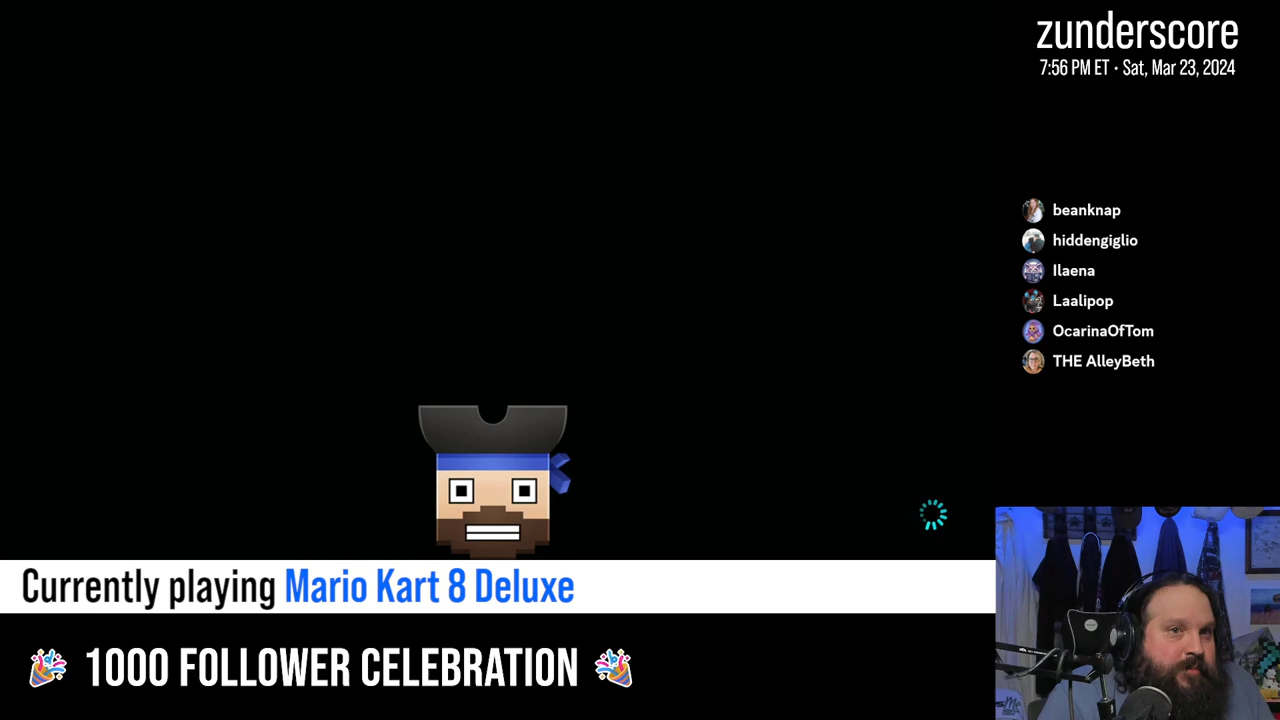 zunderscore
7:56 PM ET • Sat, Mar 23, 2024
beanknap
hiddengiglio
Ilaena
Laalipop
OcarinaOfTom
THE AlleyBeth
Currently playing Mario Kart 8 Deluxe
🎉 1000 FOLLOWER CELEBRATION 🎉